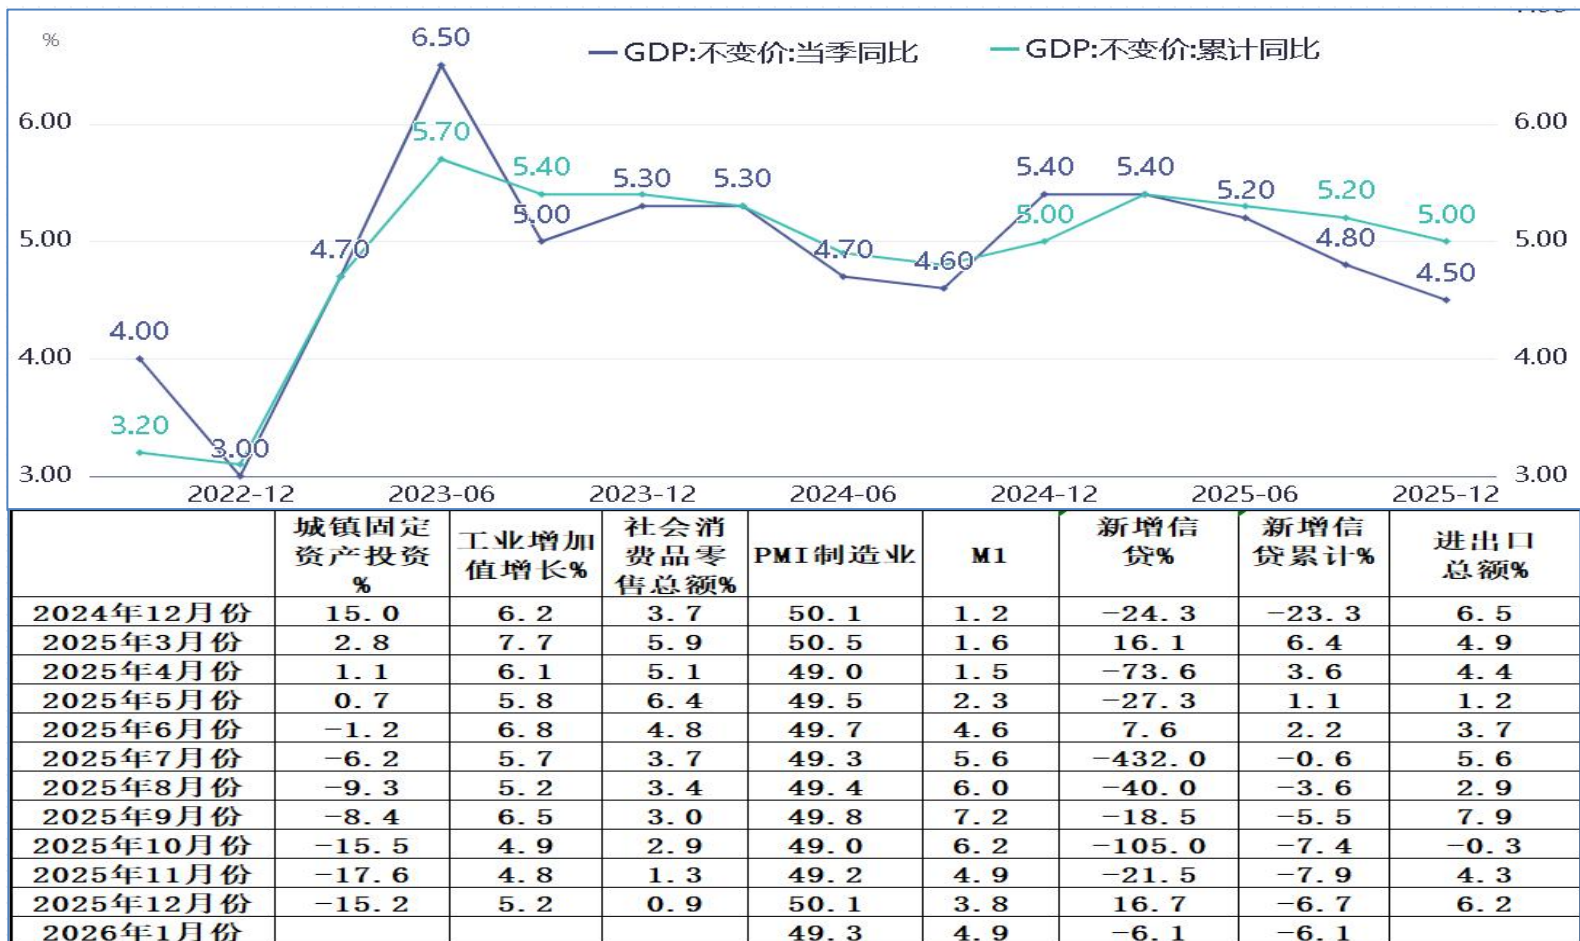 %
GDP:不变价:当季同比
GDP:不变价:累计同比
6.50
6.00
6.00
5.70
5.40
5.00
5.30
5.30
5.40
5.40
5.20
5.20
5.00
5.00
5.00
5.00
4.70
4.70
4.60
4.80
4.50
4.00
4.00
4.00
3.20
3.00
3.00
3.00
2022-12 2023-06 2023-12 2024-06 2024-12 2025-06 2025-12
城镇固定资产投资% 工业增加值增长% 社会消费品零售总额% PMI制造业 M1 新增信贷% 新增信贷累计% 进出口总额%
2024年12月份 15.0 6.2 3.7 50.1 1.2 -24.3 -23.3 6.5
2025年3月份 2.8 7.7 5.9 50.5 1.6 16.1 6.4 4.9
2025年4月份 1.1 6.1 5.1 49.0 1.5 -73.6 3.6 4.4
2025年5月份 0.7 5.8 6.4 49.5 2.3 -27.3 1.1 1.2
2025年6月份 -1.2 6.8 4.8 49.7 4.6 7.6 2.2 3.7
2025年7月份 -6.2 5.7 3.7 49.3 5.6 -432.0 -0.6 5.6
2025年8月份 -9.3 5.2 3.4 49.4 6.0 -40.0 -3.6 2.9
2025年9月份 -8.4 6.5 3.0 49.8 7.2 -18.5 -5.5 7.9
2025年10月份 -15.5 4.9 2.9 49.0 6.2 -105.0 -7.4 -0.3
2025年11月份 -17.6 4.8 1.3 49.2 4.9 -21.5 -7.9 4.3
2025年12月份 -15.2 5.2 0.9 50.1 3.8 16.7 -6.7 6.2
2026年1月份 49.3 4.9 -6.1 -6.1